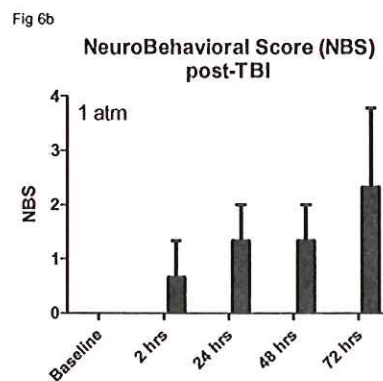 Fig 6b
NeuroBehavioral Score (NBS)
post-TBI
4
1 atm
3
2
1
0
NBS
Baseline
2 hrs
24 hrs
48 hrs
72 hrs